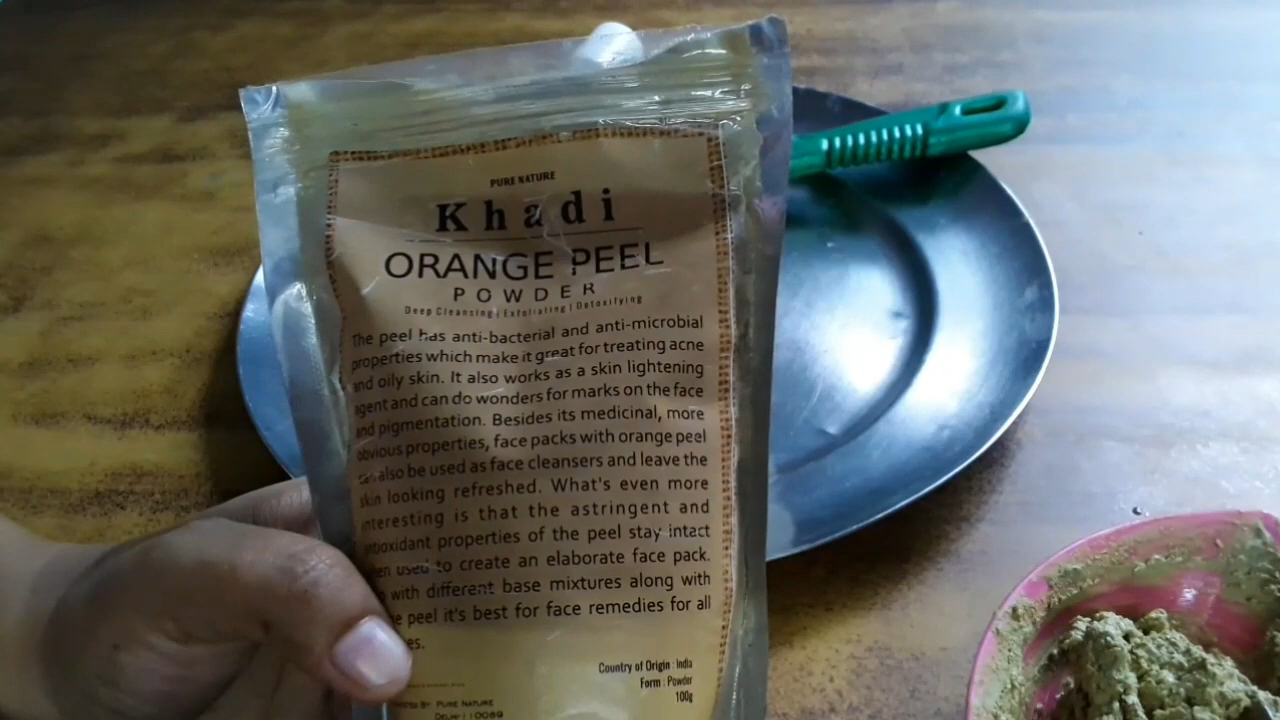 PURE NATURE
Khadi
ORANGE PEEL
POWDER
Deep Cleansing | Exfoliating | Detoxifying
The peel has anti-bacterial and anti-microbial
properties which make it great for treating acne
and oily skin. It also works as a skin lightening
agent and can do wonders for marks on the face
and pigmentation. Besides its medicinal, more
obvious properties, face packs with orange peel
can also be used as face cleansers and leave the
skin looking refreshed. What's even more
interesting is that the astringent and
antioxidant properties of the peel stay intact
used to create an elaborate face pack.
with different base mixtures along with
peel it's best for face remedies for all
Country of Origin : India
Form : Powder
100g
BY PURE NATURE